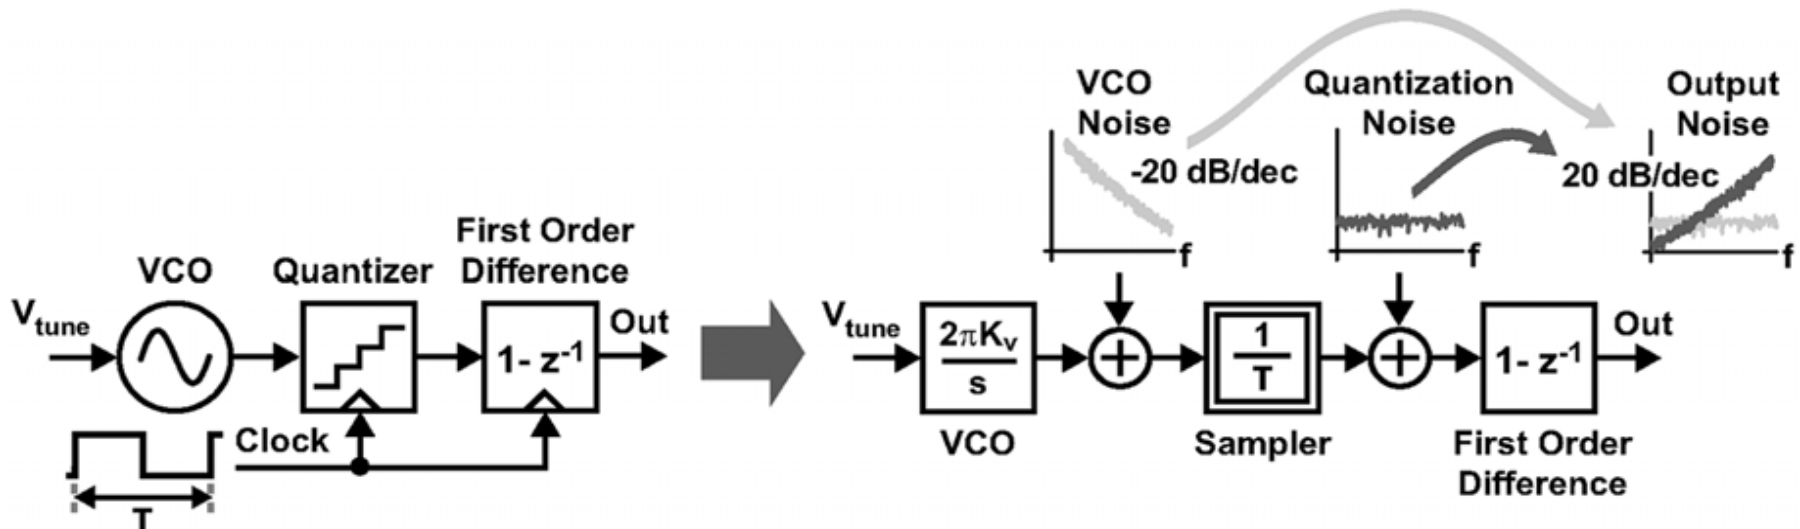 VCO
Quantizer
First Order
Difference
V_tune
1- z^-1
Out
Clock
T
VCO
Noise
-20 dB/dec
f
Quantization
Noise
f
Output
Noise
20 dB/dec
f
V_tune
2πK_v
s
VCO
1
T
Sampler
1- z^-1
First Order
Difference
Out